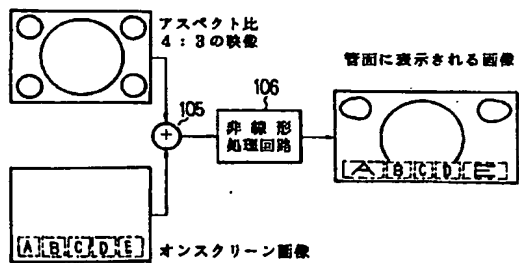 アスペクト比
4:3の映像
管面に表示される画像
105
106
非線形
処理回路
+
A B C D E
A B C D E
オンスクリーン画像